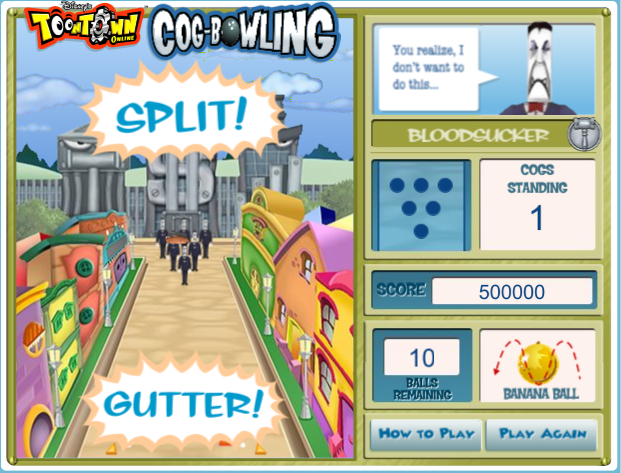 Disney's
TOONTOWN
ONLINE
COG-BOWLING
SPLIT!
GUTTER!
You realize, I
don't want to
do this...
BLOODSUCKER
COGS
STANDING
1
SCORE 500000
10
BALLS
REMAINING
BANANA BALL
HOW TO PLAY
PLAY AGAIN